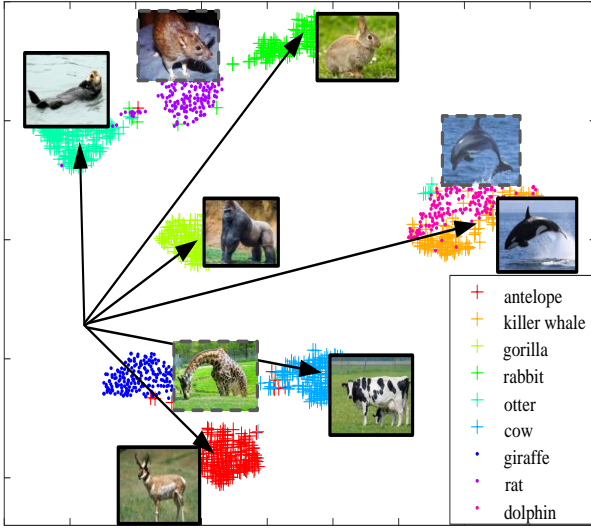 antelope
killer whale
gorilla
rabbit
otter
cow
giraffe
rat
dolphin